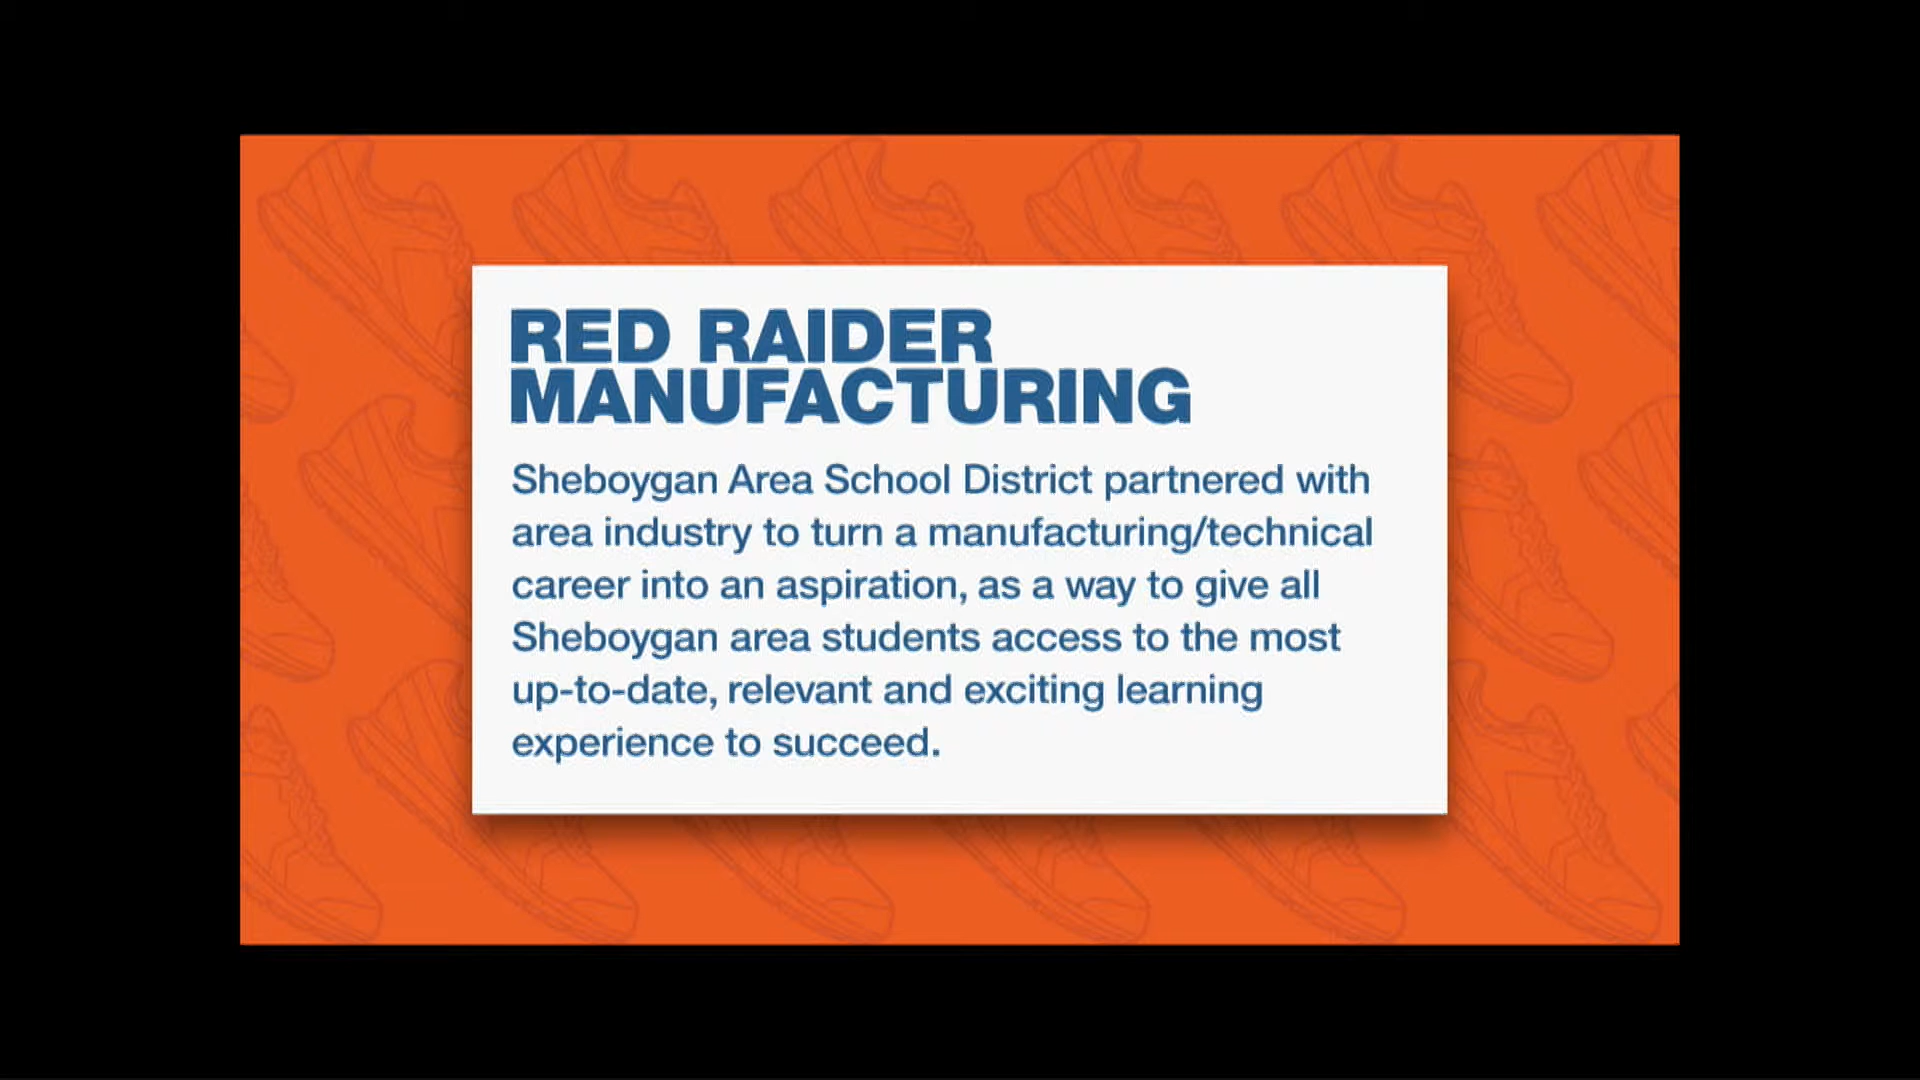 RED RAIDER
MANUFACTURING
Sheboygan Area School District partnered with
area industry to turn a manufacturing/technical
career into an aspiration, as a way to give all
Sheboygan area students access to the most
up-to-date, relevant and exciting learning
experience to succeed.